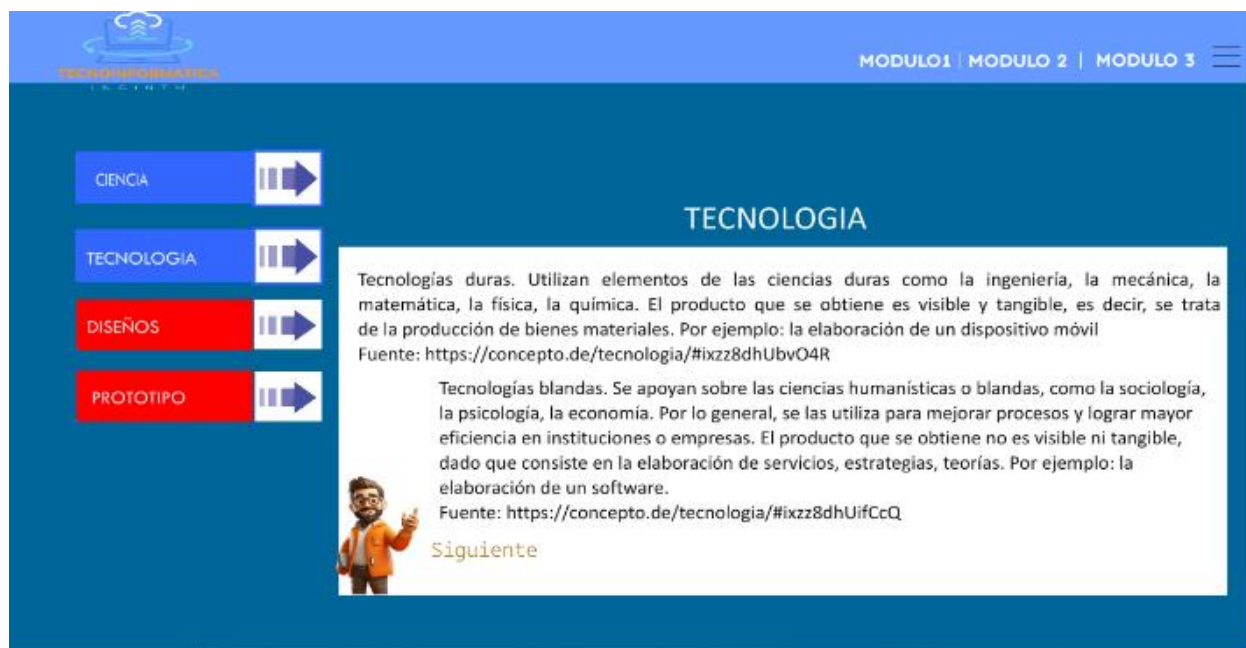 TECNOINFORMATICA
MODULO1 | MODULO 2 | MODULO 3
CIENCIA
TECNOLOGIA
DISEÑOS
PROTOTIPO
TECNOLOGIA
Tecnologías duras. Utilizan elementos de las ciencias duras como la ingeniería, la mecánica, la
matemática, la física, la química. El producto que se obtiene es visible y tangible, es decir, se trata
de la producción de bienes materiales. Por ejemplo: la elaboración de un dispositivo móvil
Fuente: https://concepto.de/tecnologia/#ixzz8dhUbvO4R
Tecnologías blandas. Se apoyan sobre las ciencias humanísticas o blandas, como la sociología,
la psicología, la economía. Por lo general, se las utiliza para mejorar procesos y lograr mayor
eficiencia en instituciones o empresas. El producto que se obtiene no es visible ni tangible,
dado que consiste en la elaboración de servicios, estrategias, teorías. Por ejemplo: la
elaboración de un software.
Fuente: https://concepto.de/tecnologia/#ixzz8dhUifCcQ
Siguiente